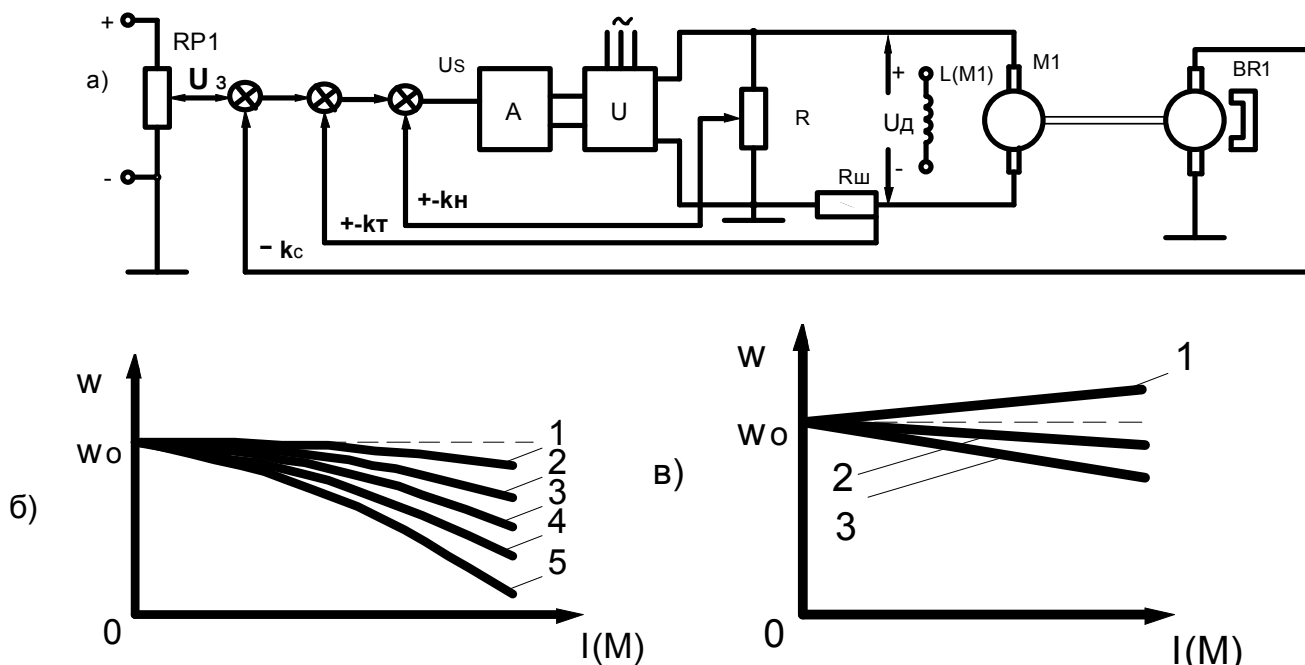 +
RP1
а)
U з
-
Us
~
A
U
R
+
L(M1)
Uд
-
Rш
M1
BR1
+-kн
+-kт
- kс
w
wo
1
2
3
4
5
б)
0
I(M)
w
wo
1
2
3
в)
0
I(M)